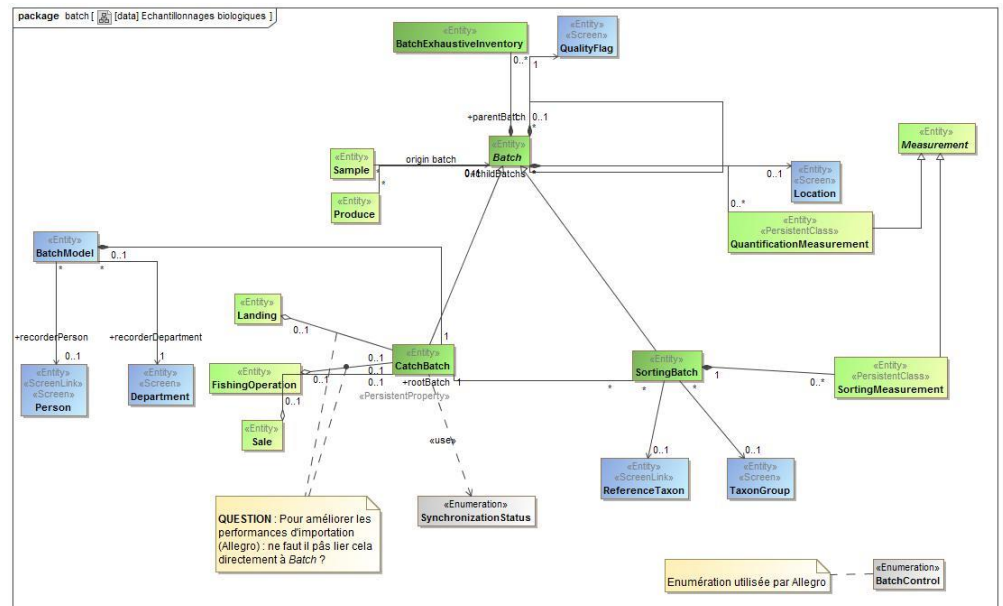 package batch [ [data] Echantillonnages biologiques ]
«Entity»
BatchExhaustiveInventory
«Entity»
«Screen»
QualityFlag
0..*
1
+parentBatch
0..1
*
«Entity»
Batch
«Entity»
Measurement
«Entity»
Sample
origin batch
*
*
0..1
+childBatchs
*
0..1
«Entity»
«Screen»
Location
«Entity»
Produce
0..*
«Entity»
«PersistentClass»
QuantificationMeasurement
«Entity»
BatchModel
0..1
*
*
«Entity»
Landing
0..1
+recorderPerson
0..1
+recorderDepartment
1
1
«Entity»
«ScreenLink»
«Screen»
Person
«Entity»
«Screen»
Department
«Entity»
FishingOperation
0..1
0..1
0..1
0..1
«Entity»
CatchBatch
+rootBatch
1
«PersistentProperty»
*
«Entity»
SortingBatch
*
*
1
0..*
«Entity»
«PersistentClass»
SortingMeasurement
«Entity»
Sale
«use»
0..1
0..1
«Entity»
«ScreenLink»
ReferenceTaxon
«Entity»
«Screen»
TaxonGroup
«Enumeration»
SynchronizationStatus
QUESTION : Pour améliorer les
performances d'importation
(Allegro) : ne faut il pâs lier cela
directement à Batch ?
Enumération utilisée par Allegro
«Enumeration»
BatchControl